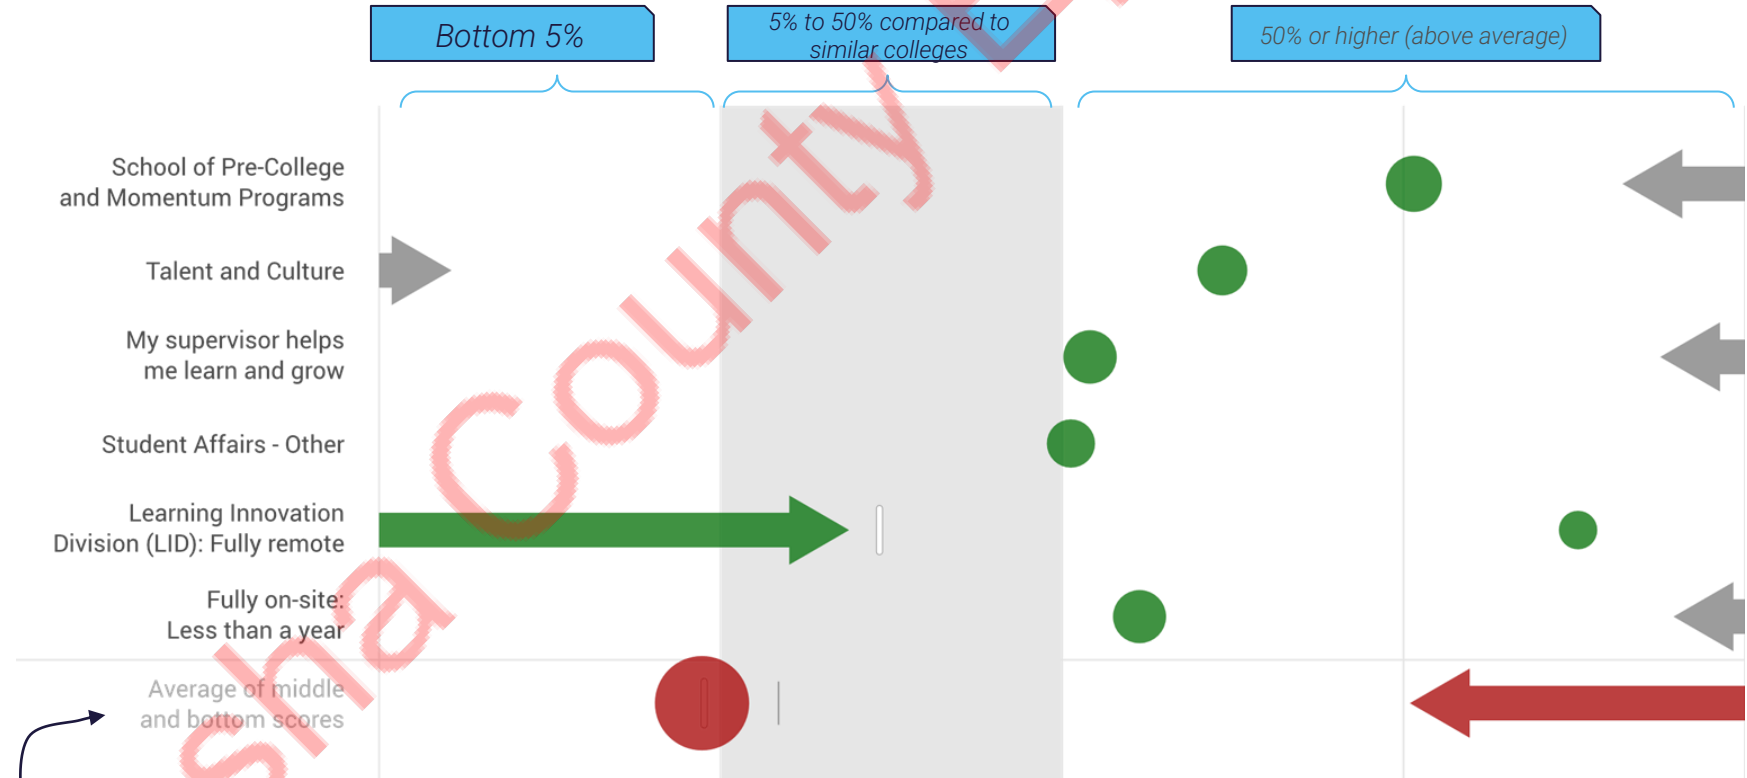 Bottom 5%
5% to 50% compared to
similar colleges
50% or higher (above average)
School of Pre-College
and Momentum Programs
Talent and Culture
My supervisor helps
me learn and grow
Student Affairs - Other
Learning Innovation
Division (LID): Fully remote
Fully on-site:
Less than a year
Average of middle
and bottom scores
sha County